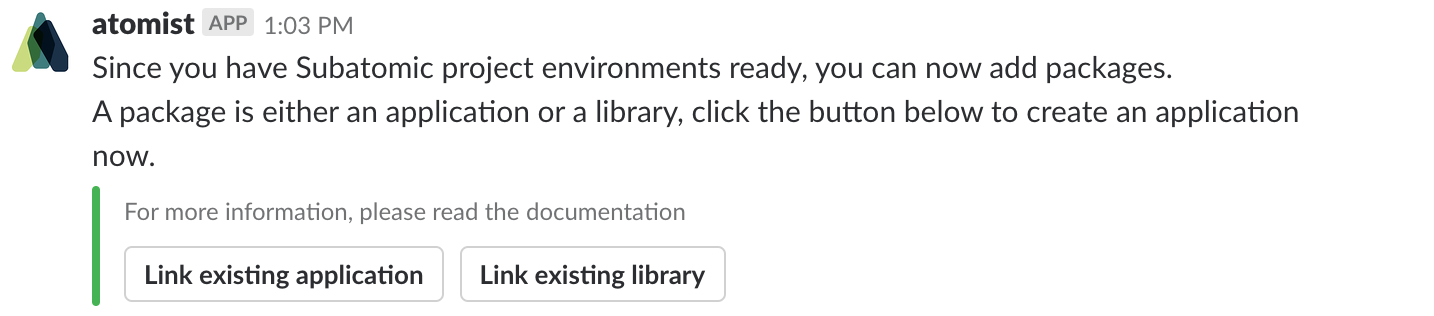 atomist APP 1:03 PM
Since you have Subatomic project environments ready, you can now add packages.
A package is either an application or a library, click the button below to create an application
now.
For more information, please read the documentation
Link existing application Link existing library